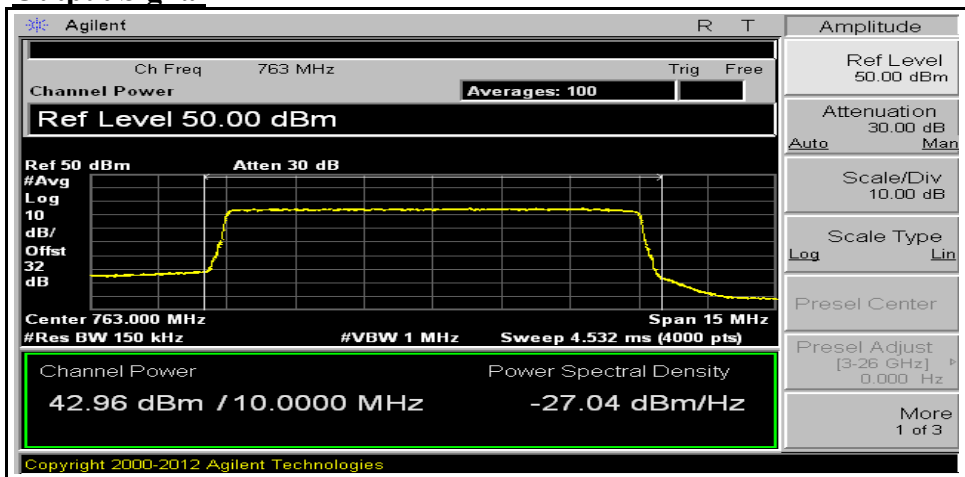 Agilent R T
Ch Freq 763 MHz Trig Free
Channel Power Averages: 100
Ref Level 50.00 dBm
Ref 50 dBm Atten 30 dB
#Avg
Log
10
dB/
Offst
32
dB
Center 763.000 MHz Span 15 MHz
#Res BW 150 kHz #VBW 1 MHz Sweep 4.532 ms (4000 pts)
Channel Power Power Spectral Density
42.96 dBm / 10.0000 MHz -27.04 dBm/Hz
Copyright 2000-2012 Agilent Technologies
Amplitude
Ref Level
50.00 dBm
Attenuation
30.00 dB
Auto Man
Scale/Div
10.00 dB
Scale Type
Log Lin
Presel Center
Presel Adjust
[3-26 GHz]
0.000 Hz
More
1 of 3